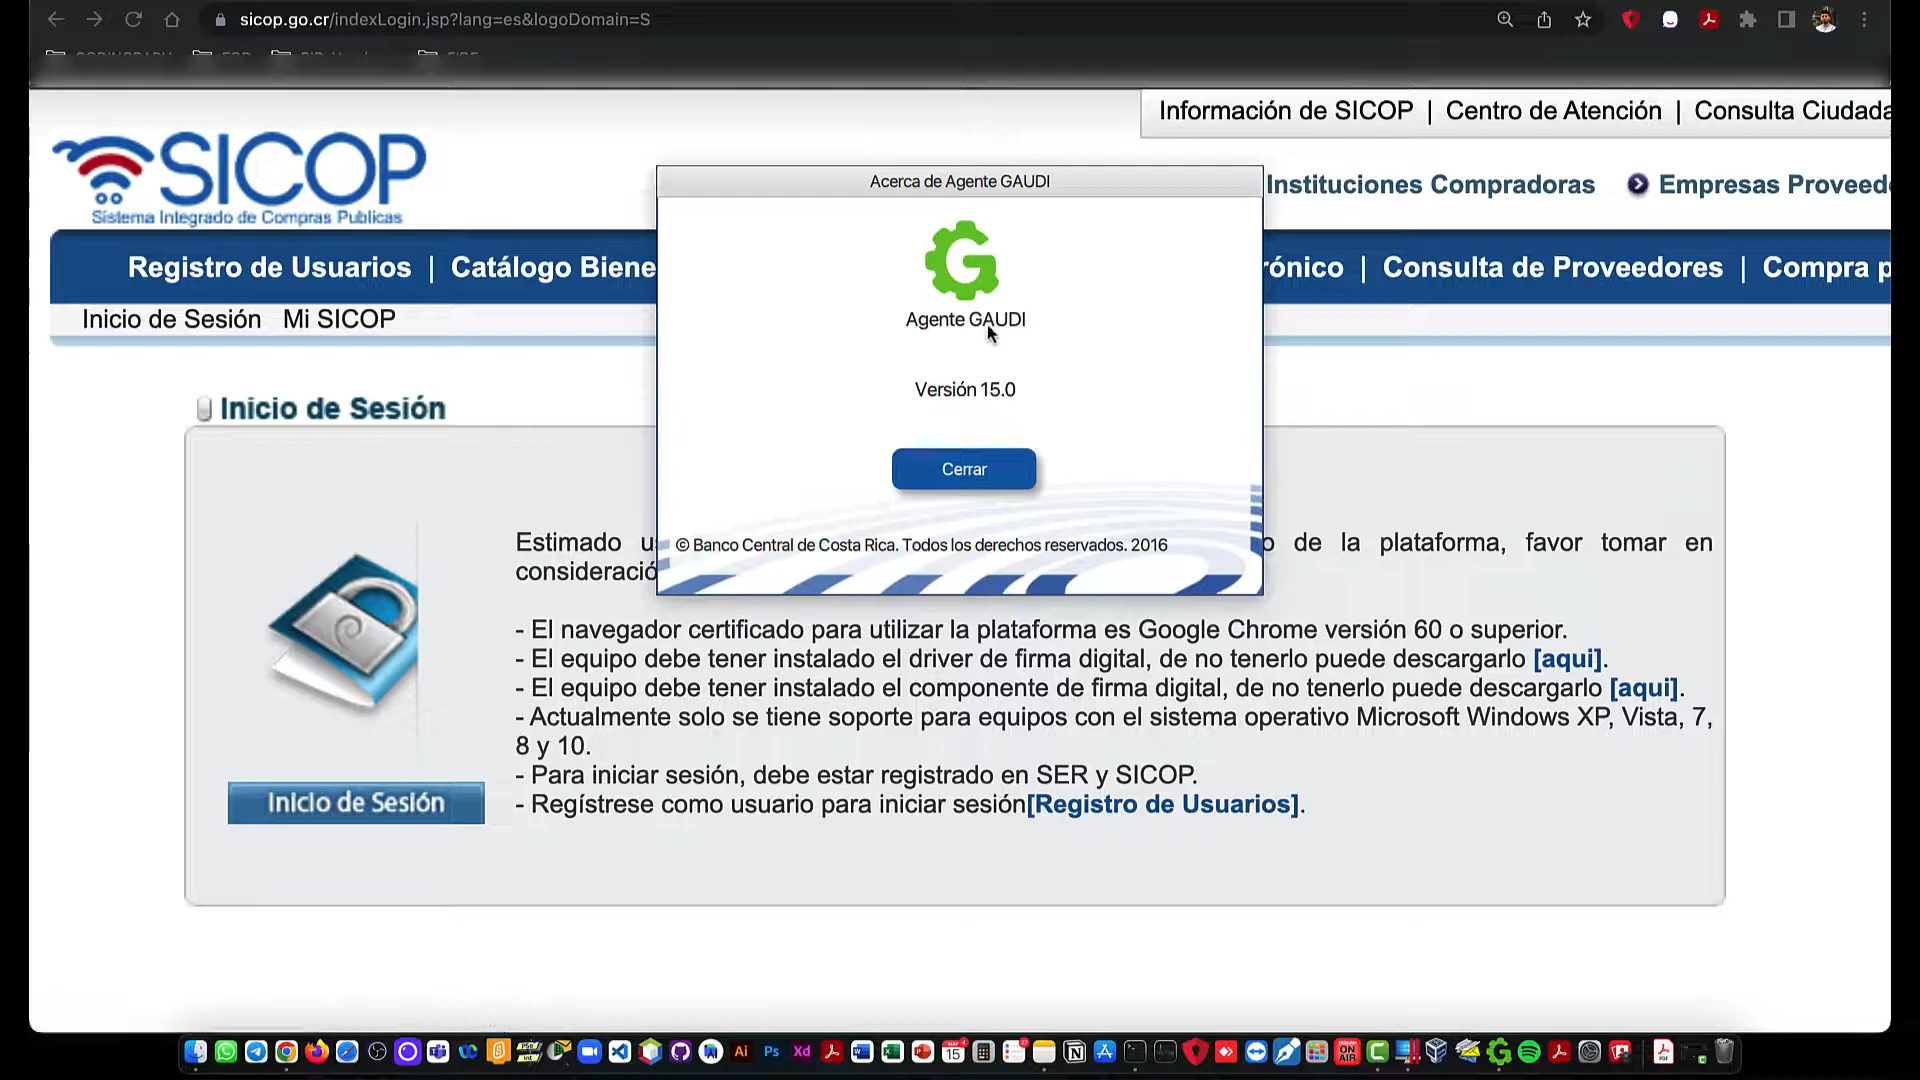 sicop.go.cr/indexLogin.jsp?lang=es&logoDomain=S
Información de SICOP | Centro de Atención | Consulta Ciudada
SICOP
Sistema Integrado de Compras Publicas
Instituciones Compradoras
Empresas Proveed
Registro de Usuarios | Catálogo Biene
rónico | Consulta de Proveedores | Compra p
Inicio de Sesión Mi SICOP
Acerca de Agente GAUDI
G
Agente GAUDI
Versión 15.0
Cerrar
© Banco Central de Costa Rica. Todos los derechos reservados. 2016
Inicio de Sesión
Estimado u
o de la plataforma, favor tomar en
consideració
- El navegador certificado para utilizar la plataforma es Google Chrome versión 60 o superior.
- El equipo debe tener instalado el driver de firma digital, de no tenerlo puede descargarlo [aqui].
- El equipo debe tener instalado el componente de firma digital, de no tenerlo puede descargarlo [aqui].
- Actualmente solo se tiene soporte para equipos con el sistema operativo Microsoft Windows XP, Vista, 7,
8 y 10.
- Para iniciar sesión, debe estar registrado en SER y SICOP.
- Regístrese como usuario para iniciar sesión[Registro de Usuarios].
Inicio de Sesión
Ai Ps Xd
15
ON AIR